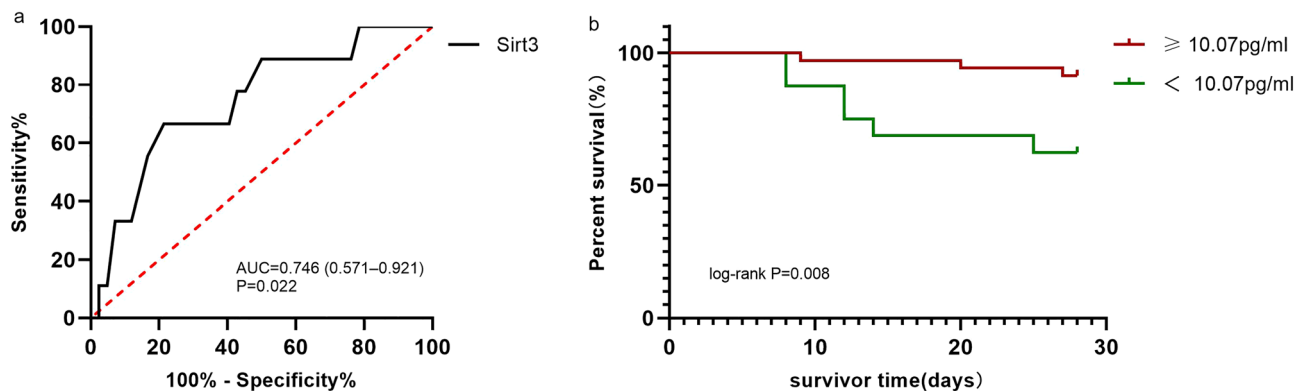 a
100
80
60
40
20
0
Sensitivity%
0 20 40 60 80 100
100% - Specificity%
Sirt3
AUC=0.746 (0.571–0.921)
P=0.022
b
100
50
0
Percent survival(%)
0 10 20 30
survivor time(days)
log-rank P=0.008
≥ 10.07pg/ml
< 10.07pg/ml